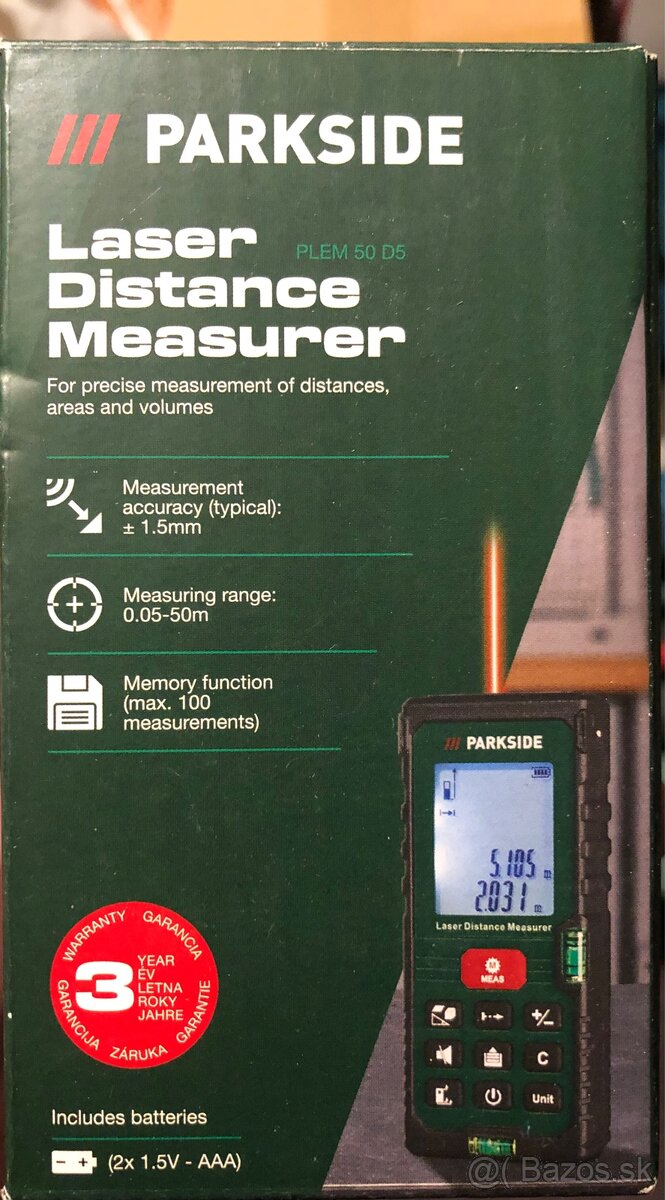 PARKSIDE
Laser
PLEM 50 D5
Distance
Measurer
For precise measurement of distances,
areas and volumes
Measurement
accuracy (typical):
± 1.5mm
Measuring range:
0.05-50m
Memory function
(max. 100
measurements)
PARKSIDE
5.105 m
2.031 m
Laser Distance Measurer
M
MEAS
+/-
C
Unit
WARRANTY GARANCIA
3
YEAR
ÉV
LETNA
ROKY
JAHRE
GARANCIJA ZÁRUKA GARANTIE
Includes batteries
- + (2x 1.5V - AAA)
@( Bazos.sk